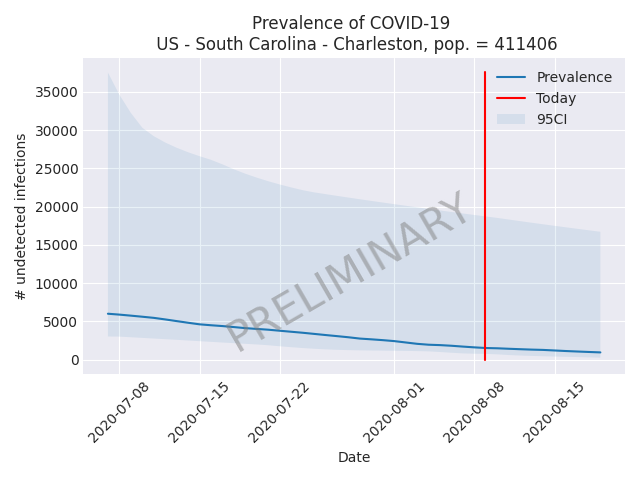 Prevalence of COVID-19
US - South Carolina - Charleston, pop. = 411406
Prevalence
Today
95CI
# undetected infections
35000
30000
25000
20000
15000
10000
5000
0
PRELIMINARY
2020-07-08
2020-07-15
2020-07-22
2020-08-01
2020-08-08
2020-08-15
Date